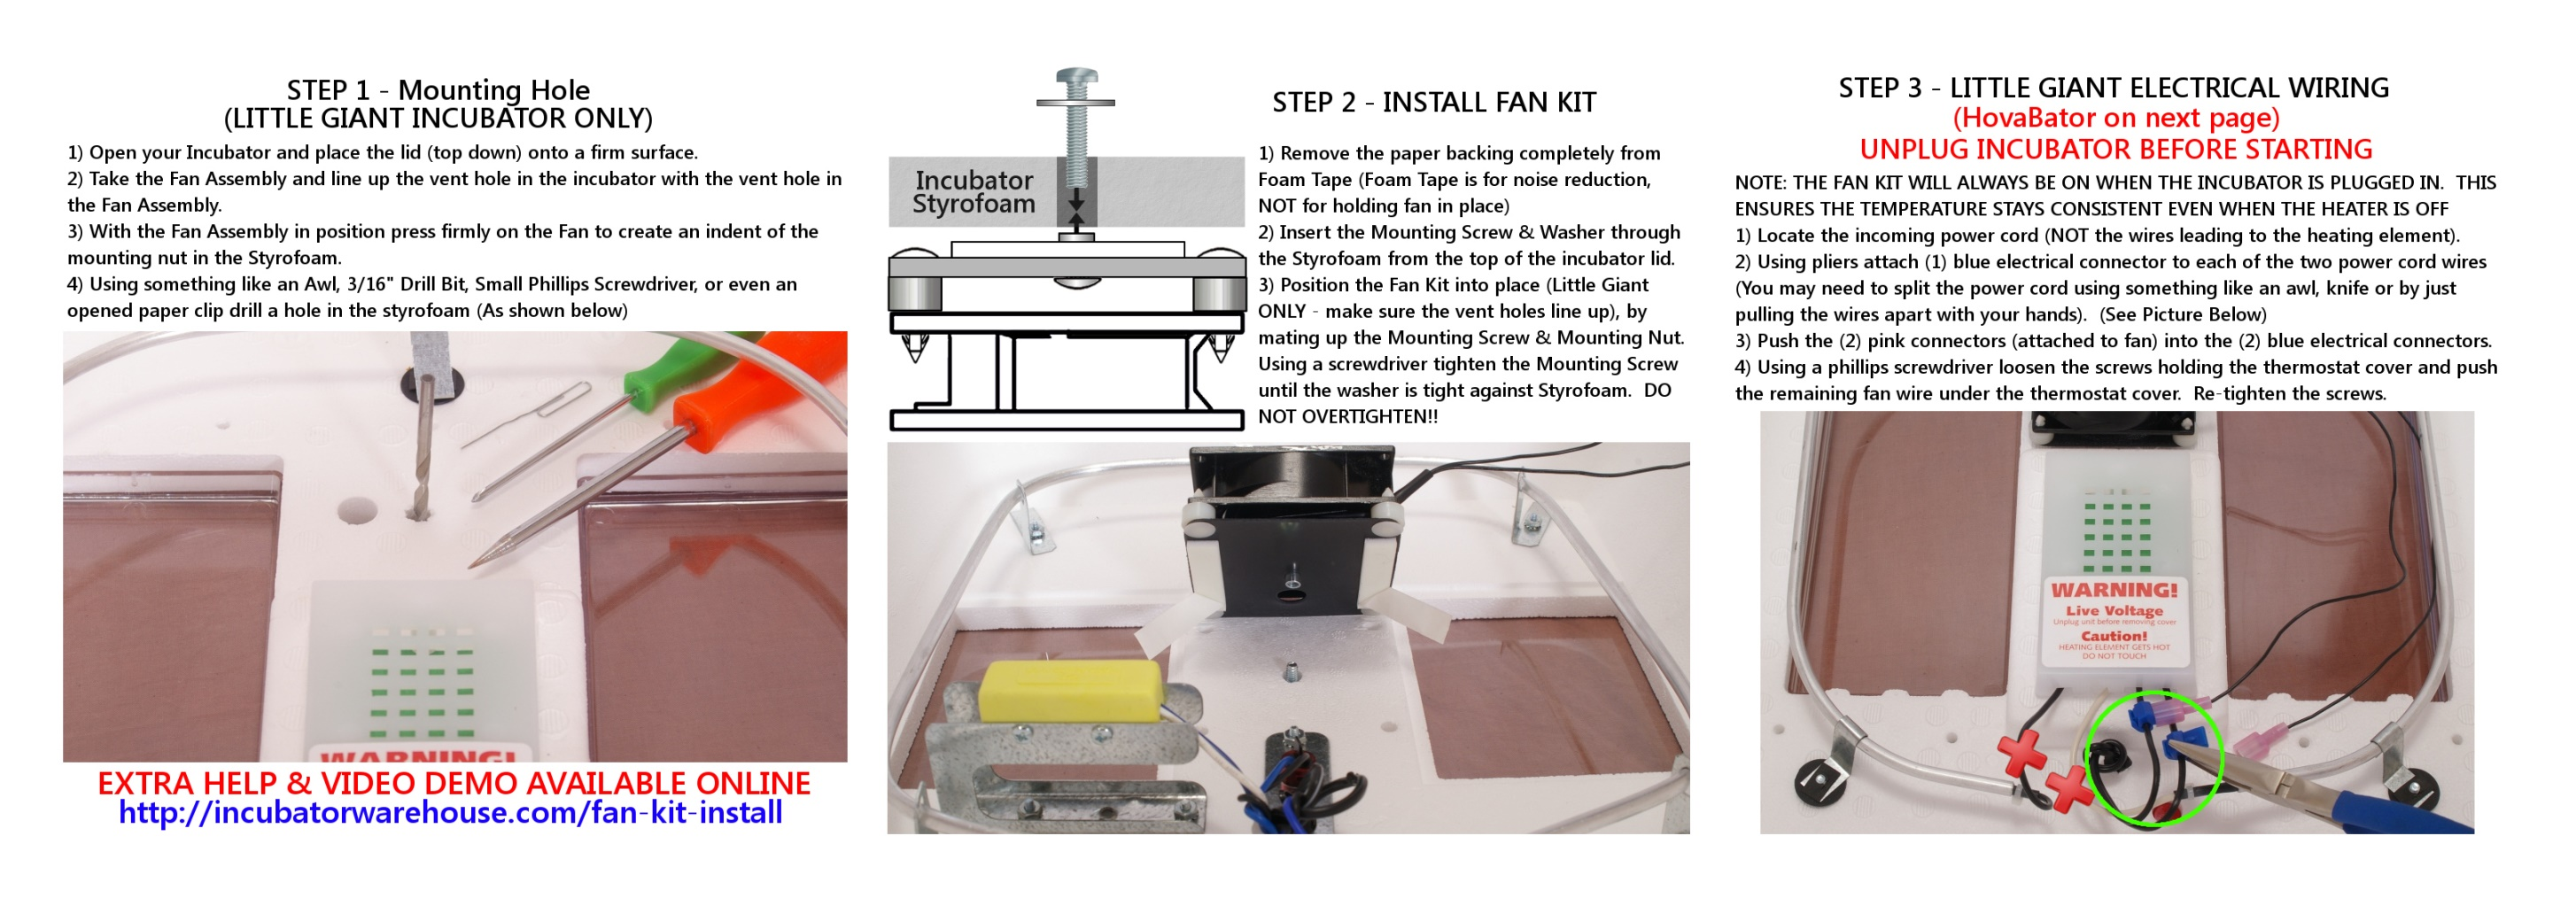 STEP 1 - Mounting Hole
(LITTLE GIANT INCUBATOR ONLY)
1) Open your Incubator and place the lid (top down) onto a firm surface.
2) Take the Fan Assembly and line up the vent hole in the incubator with the vent hole in
the Fan Assembly.
3) With the Fan Assembly in position press firmly on the Fan to create an indent of the
mounting nut in the Styrofoam.
4) Using something like an Awl, 3/16" Drill Bit, Small Phillips Screwdriver, or even an
opened paper clip drill a hole in the styrofoam (As shown below)
WARNING!
EXTRA HELP & VIDEO DEMO AVAILABLE ONLINE
http://incubatorwarehouse.com/fan-kit-install
Incubator
Styrofoam
STEP 2 - INSTALL FAN KIT
1) Remove the paper backing completely from
Foam Tape (Foam Tape is for noise reduction,
NOT for holding fan in place)
2) Insert the Mounting Screw & Washer through
the Styrofoam from the top of the incubator lid.
3) Position the Fan Kit into place (Little Giant
ONLY - make sure the vent holes line up), by
mating up the Mounting Screw & Mounting Nut.
Using a screwdriver tighten the Mounting Screw
until the washer is tight against Styrofoam.  DO
NOT OVERTIGHTEN!!
STEP 3 - LITTLE GIANT ELECTRICAL WIRING
(HovaBator on next page)
UNPLUG INCUBATOR BEFORE STARTING
NOTE: THE FAN KIT WILL ALWAYS BE ON WHEN THE INCUBATOR IS PLUGGED IN.  THIS
ENSURES THE TEMPERATURE STAYS CONSISTENT EVEN WHEN THE HEATER IS OFF
1) Locate the incoming power cord (NOT the wires leading to the heating element).
2) Using pliers attach (1) blue electrical connector to each of the two power cord wires
(You may need to split the power cord using something like an awl, knife or by just
pulling the wires apart with your hands).  (See Picture Below)
3) Push the (2) pink connectors (attached to fan) into the (2) blue electrical connectors.
4) Using a phillips screwdriver loosen the screws holding the thermostat cover and push
the remaining fan wire under the thermostat cover.  Re-tighten the screws.
WARNING!
Live Voltage
Unplug unit before removing cover
Caution!
HEATING ELEMENT GETS HOT
DO NOT TOUCH